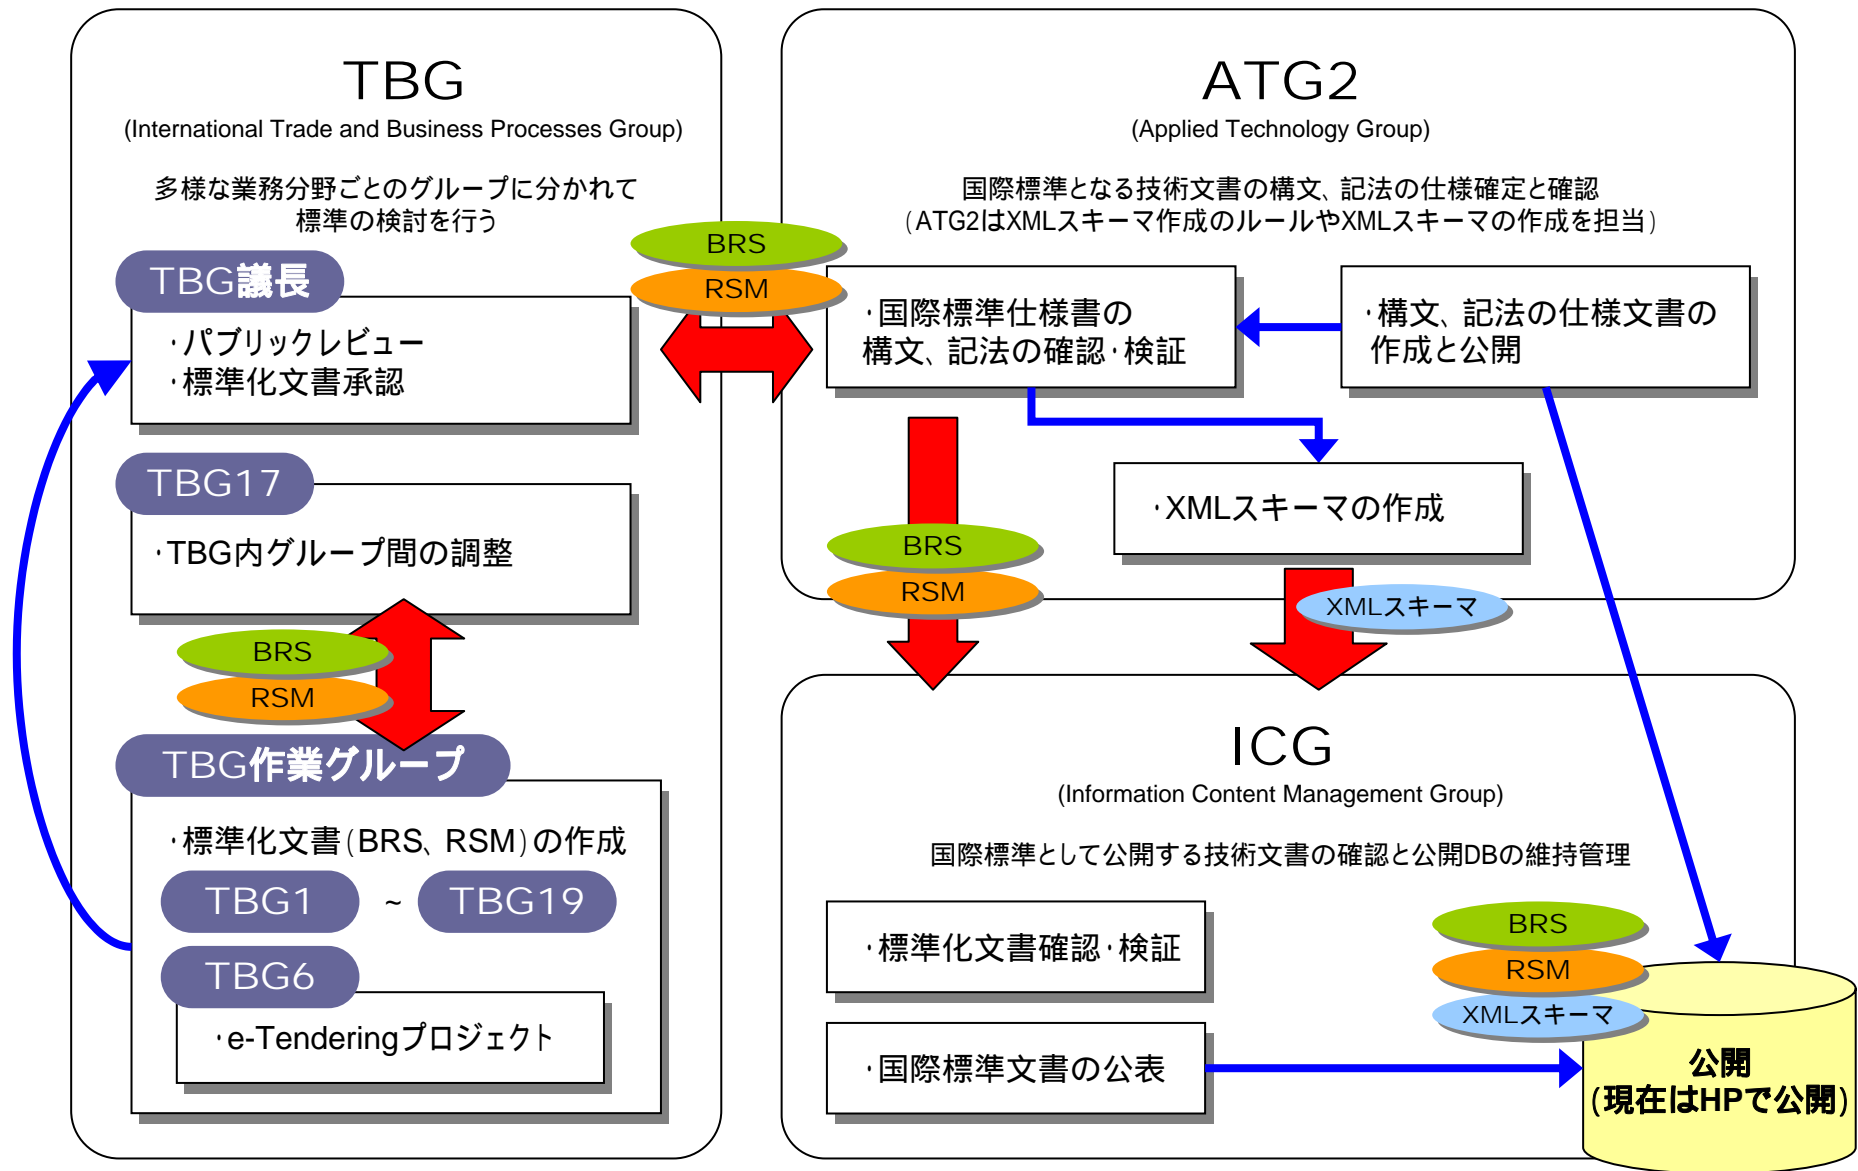 TBG
(International Trade and Business Processes Group)
多様な業務分野ごとのグループに分かれて
標準の検討を行う
TBG議長
・パブリックレビュー
・標準化文書承認
TBG17
・TBG内グループ間の調整
BRS
RSM
TBG作業グループ
・標準化文書(BRS、RSM)の作成
TBG1
~
TBG19
TBG6
・e-Tenderingプロジェクト
BRS
RSM
ATG2
(Applied Technology Group)
国際標準となる技術文書の構文、記法の仕様確定と確認
(ATG2はXMLスキーマ作成のルールやXMLスキーマの作成を担当)
・国際標準仕様書の
構文、記法の確認・検証
・構文、記法の仕様文書の
作成と公開
・XMLスキーマの作成
BRS
RSM
XMLスキーマ
ICG
(Information Content Management Group)
国際標準として公開する技術文書の確認と公開DBの維持管理
・標準化文書確認・検証
・国際標準文書の公表
BRS
RSM
XMLスキーマ
公開
(現在はHPで公開)